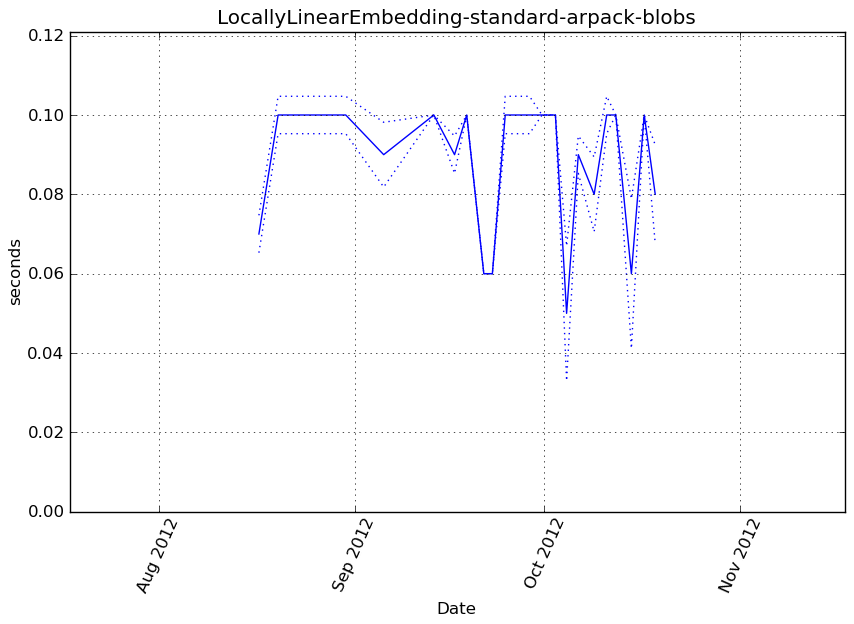 LocallyLinearEmbedding-standard-arpack-blobs
0.12
0.10
0.08
0.06
0.04
0.02
0.00
seconds
Aug 2012
Sep 2012
Oct 2012
Nov 2012
Date